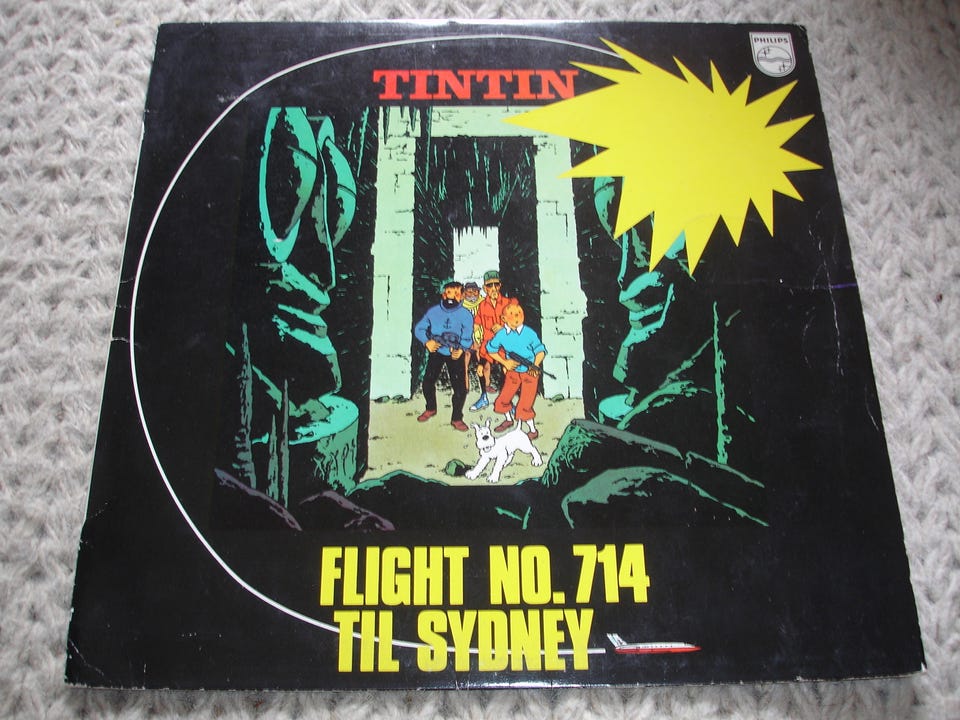 PHILIPS
TINTIN
FLIGHT NO. 714
TIL SYDNEY